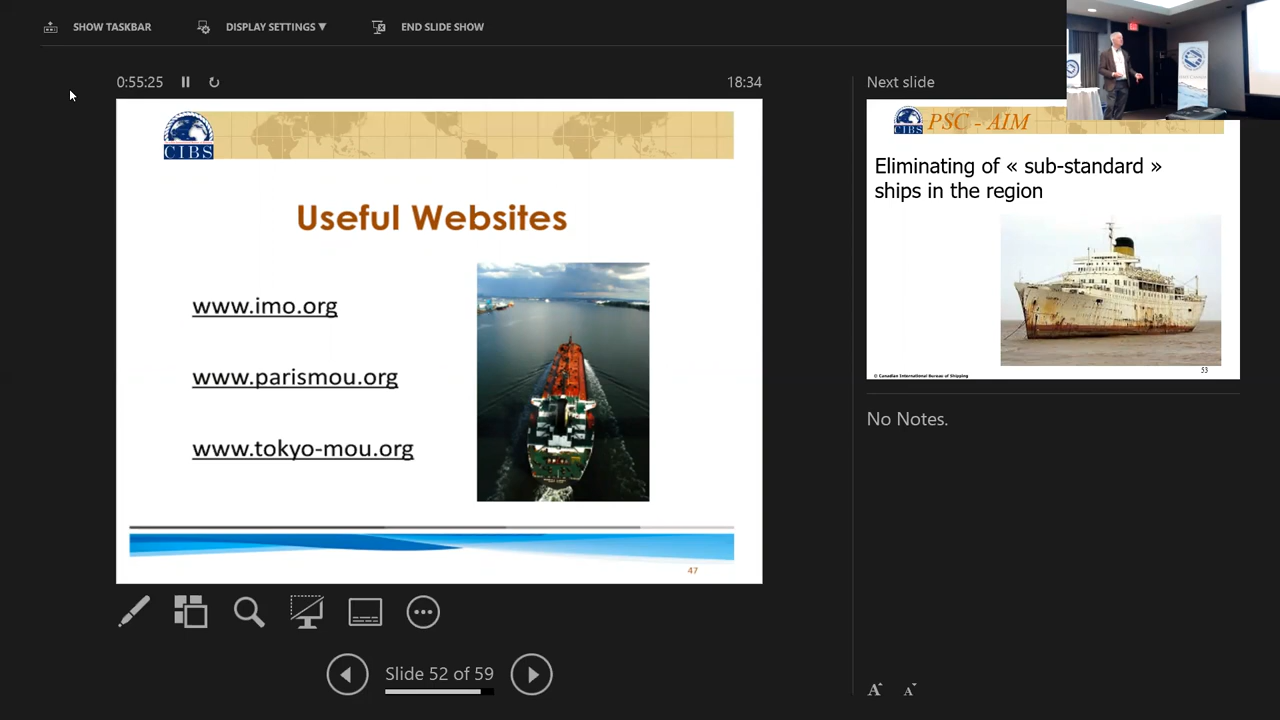 SHOW TASKBAR
DISPLAY SETTINGS ▼
END SLIDE SHOW
0:55:25
18:34
CIBS
Useful Websites
www.imo.org
www.parismou.org
www.tokyo-mou.org
47
Slide 52 of 59
Next slide
CIBS
PSC - AIM
Eliminating of « sub-standard »
ships in the region
© Canadian International Bureau of Shipping
53
No Notes.
A A